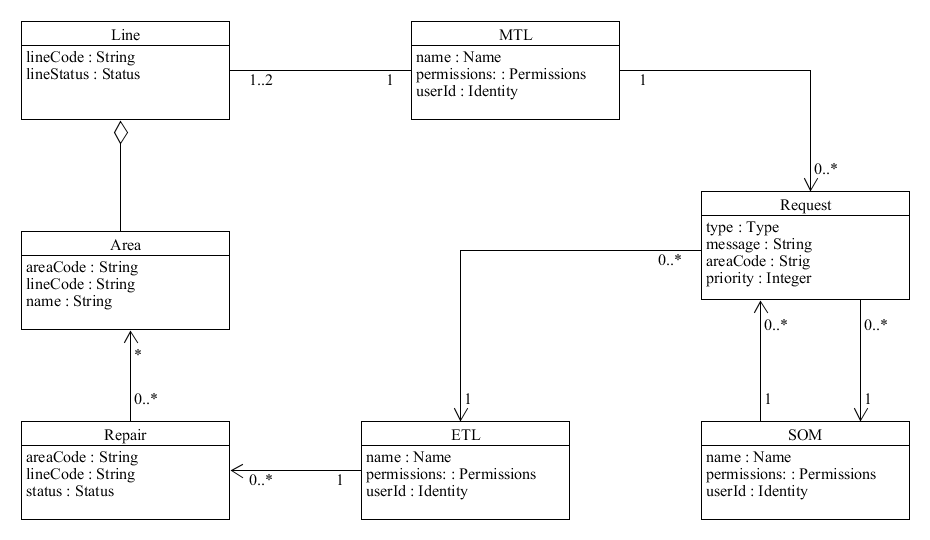 Line
lineCode : String
lineStatus : Status
MTL
name : Name
permissions: : Permissions
userId : Identity
1..2
1
1
0..*
Request
type : Type
message : String
areaCode : Strig
priority : Integer
Area
areaCode : String
lineCode : String
name : String
0..*
*
0..*
0..*
0..*
1
1
1
Repair
areaCode : String
lineCode : String
status : Status
ETL
name : Name
permissions: : Permissions
userId : Identity
SOM
name : Name
permissions: : Permissions
userId : Identity
0..*
1